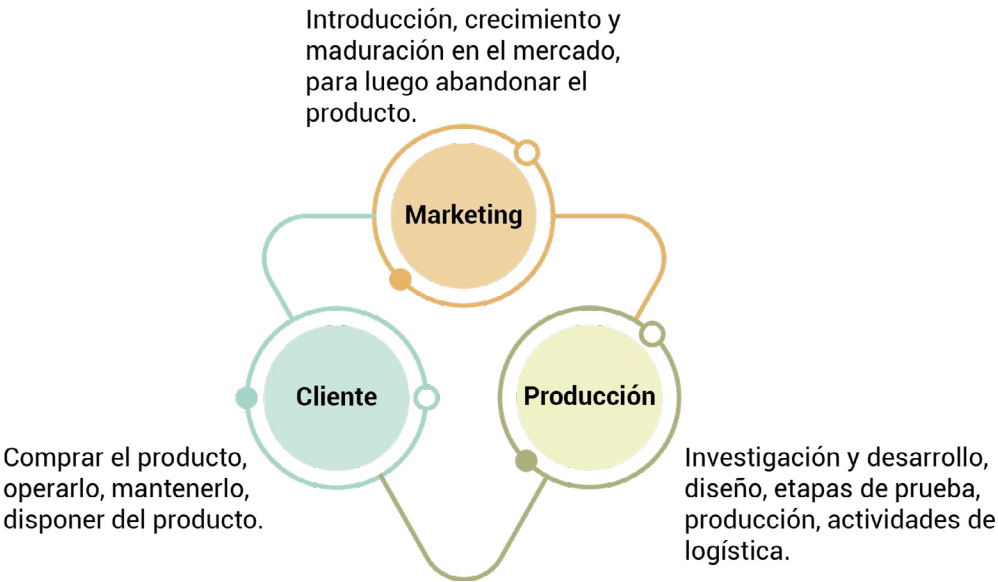 Introducción, crecimiento y
maduración en el mercado,
para luego abandonar el
producto.
Marketing
Cliente
Producción
Comprar el producto,
operarlo, mantenerlo,
disponer del producto.
Investigación y desarrollo,
diseño, etapas de prueba,
producción, actividades de
logística.